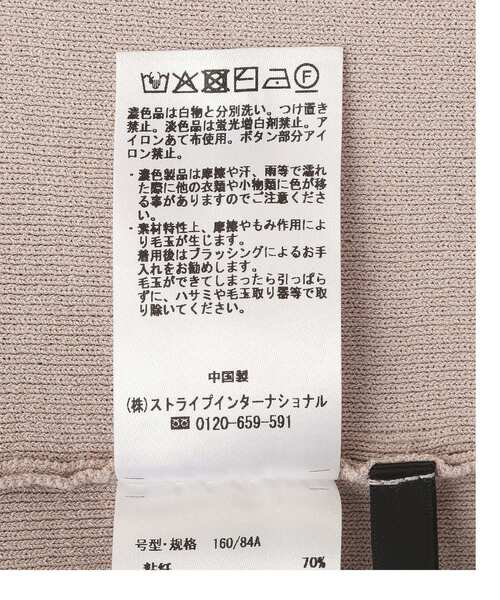 F
濃色品は白物と分別洗い。つけ置き
禁止。淡色品は蛍光増白剤禁止。ア
イロンあて布使用。ボタン部分アイ
ロン禁止。
・濃色製品は摩擦や汗、雨等で濡れ
た際に他の衣類や小物類に色が移
る事がありますのでご注意くださ
い。
・素材特性上、摩擦やもみ作用によ
り毛玉が生じます。
着用後はブラッシングによるお手
入れをお勧めします。
毛玉ができてしまったら引っぱら
ずに、ハサミや毛玉取り器等で取
り除いてください。
中国製
(株)ストライプインターナショナル
0120-659-591
号型·规格 160/84A
粘纤 70%